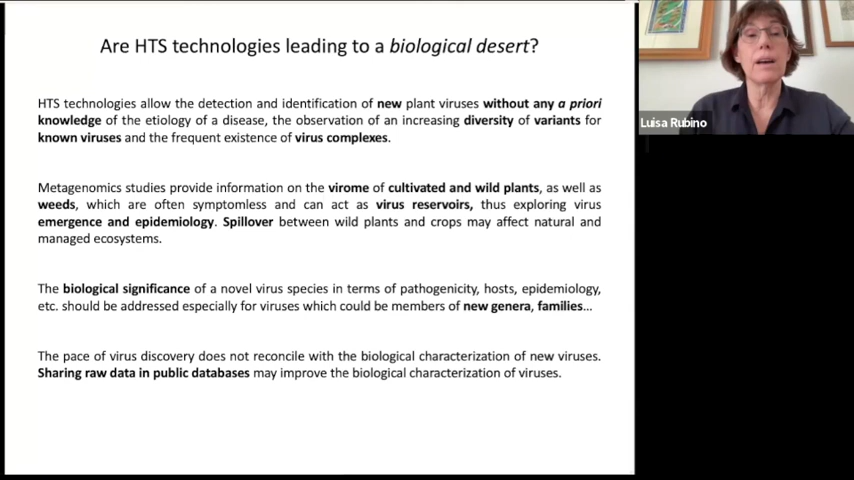 Are HTS technologies leading to a biological desert?
HTS technologies allow the detection and identification of new plant viruses without any a priori
knowledge of the etiology of a disease, the observation of an increasing diversity of variants for
known viruses and the frequent existence of virus complexes.
Metagenomics studies provide information on the virome of cultivated and wild plants, as well as
weeds, which are often symptomless and can act as virus reservoirs, thus exploring virus
emergence and epidemiology. Spillover between wild plants and crops may affect natural and
managed ecosystems.
The biological significance of a novel virus species in terms of pathogenicity, hosts, epidemiology,
etc. should be addressed especially for viruses which could be members of new genera, families…
The pace of virus discovery does not reconcile with the biological characterization of new viruses.
Sharing raw data in public databases may improve the biological characterization of viruses.
Luisa Rubino